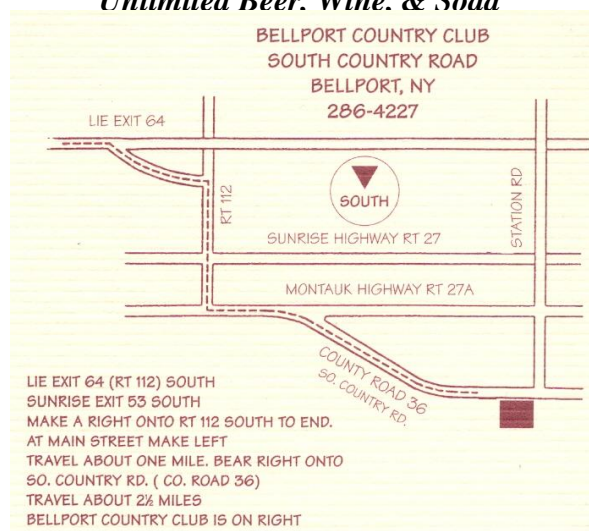 Unlimited Beer, Wine, & Soda
BELLPORT COUNTRY CLUB
SOUTH COUNTRY ROAD
BELLPORT, NY
286-4227
LIE EXIT 64
RT 112
SOUTH
STATION RD
SUNRISE HIGHWAY RT 27
MONTAUK HIGHWAY RT 27A
COUNTY ROAD 36
SO. COUNTRY RD.
LIE EXIT 64 (RT 112) SOUTH
SUNRISE EXIT 53 SOUTH
MAKE A RIGHT ONTO RT 112 SOUTH TO END.
AT MAIN STREET MAKE LEFT
TRAVEL ABOUT ONE MILE. BEAR RIGHT ONTO
SO. COUNTRY RD. ( CO. ROAD 36)
TRAVEL ABOUT 2½ MILES
BELLPORT COUNTRY CLUB IS ON RIGHT